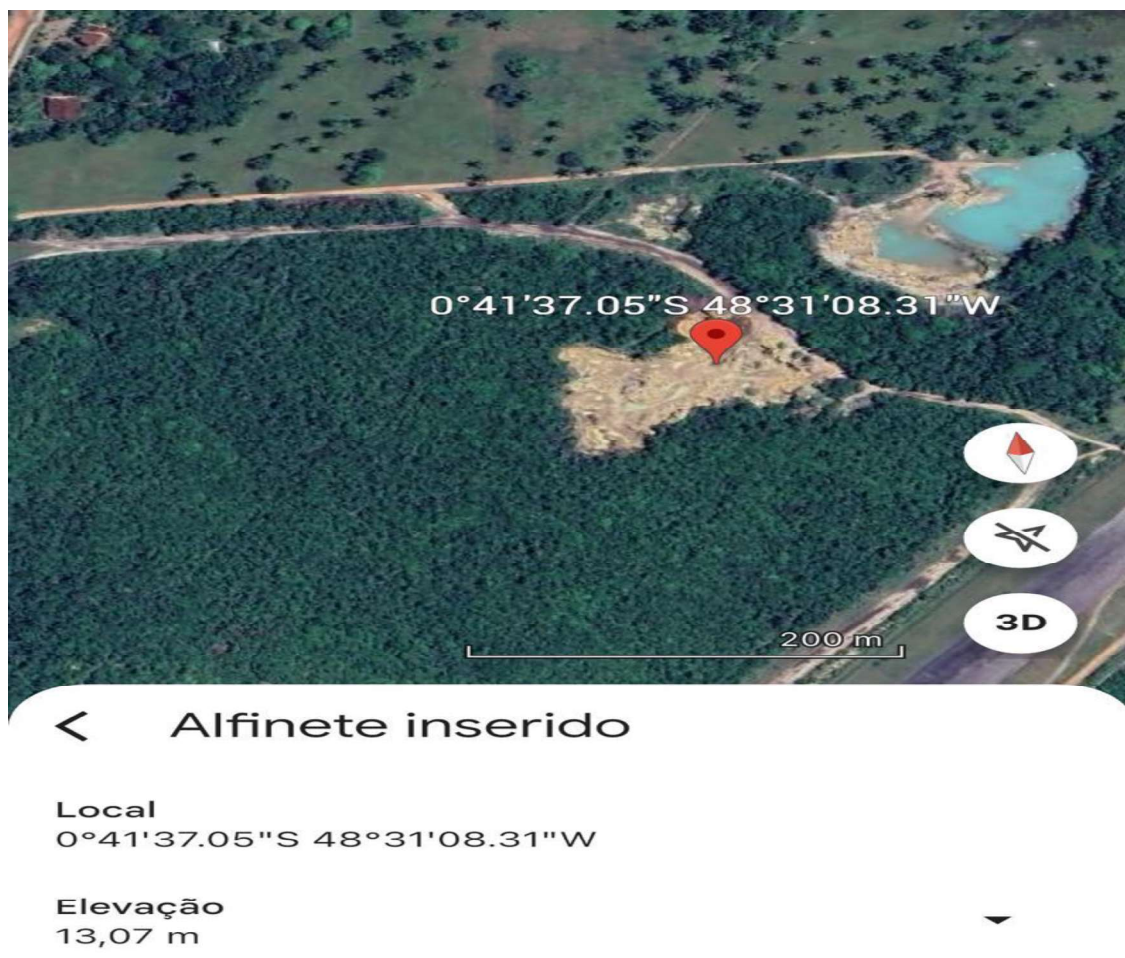 0°41'37.05"S 48°31'08.31"W
3D
200 m
Alfinete inserido
Local
0°41'37.05"S 48°31'08.31"W
Elevação
13,07 m